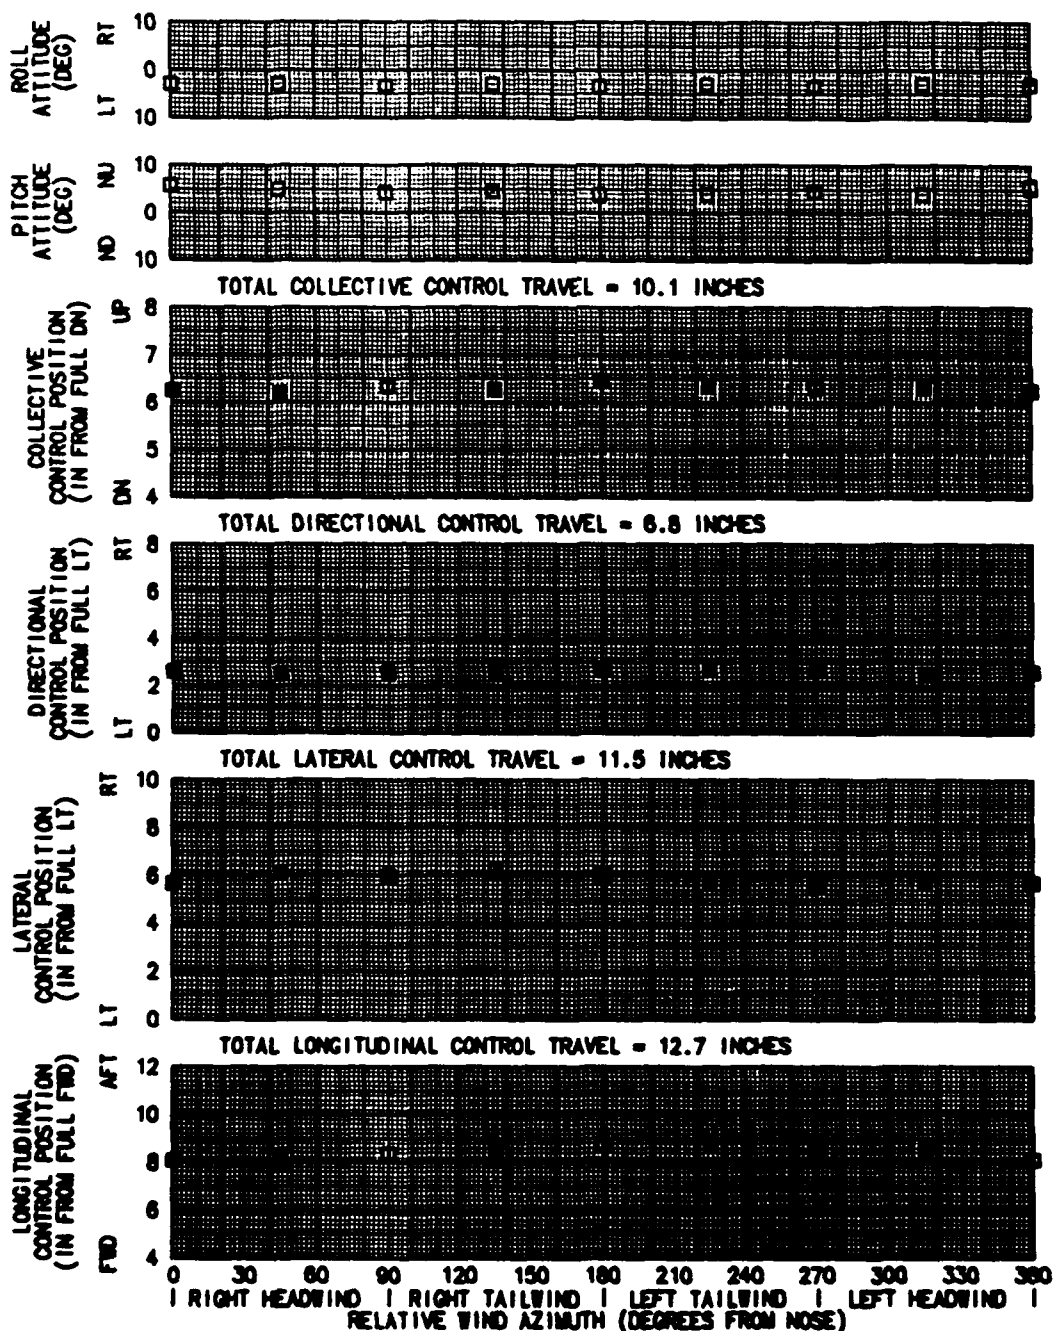 ROLL
ATTITUDE
(DEG)
LT RT
10
0
10
PITCH
ATTITUDE
(DEG)
ND NU
10
0
10
TOTAL COLLECTIVE CONTROL TRAVEL = 10.1 INCHES
COLLECTIVE
CONTROL POSITION
(IN FROM FULL DN)
DN UP
8
7
6
5
4
TOTAL DIRECTIONAL CONTROL TRAVEL = 6.8 INCHES
DIRECTIONAL
CONTROL POSITION
(IN FROM FULL LT)
LT RT
8
6
4
2
0
TOTAL LATERAL CONTROL TRAVEL = 11.5 INCHES
LATERAL
CONTROL POSITION
(IN FROM FULL LT)
LT RT
10
8
6
4
2
0
TOTAL LONGITUDINAL CONTROL TRAVEL = 12.7 INCHES
LONGITUDINAL
CONTROL POSITION
(IN FROM FULL FWD)
FWD AFT
12
10
8
6
4
0 30 60 90 120 150 180 210 240 270 300 330 360
| RIGHT HEADWIND | RIGHT TAILWIND | LEFT TAILWIND | LEFT HEADWIND |
RELATIVE WIND AZIMUTH (DEGREES FROM NOSE)